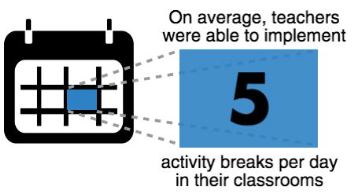 On average, teachers
were able to implement
5
activity breaks per day
in their classrooms